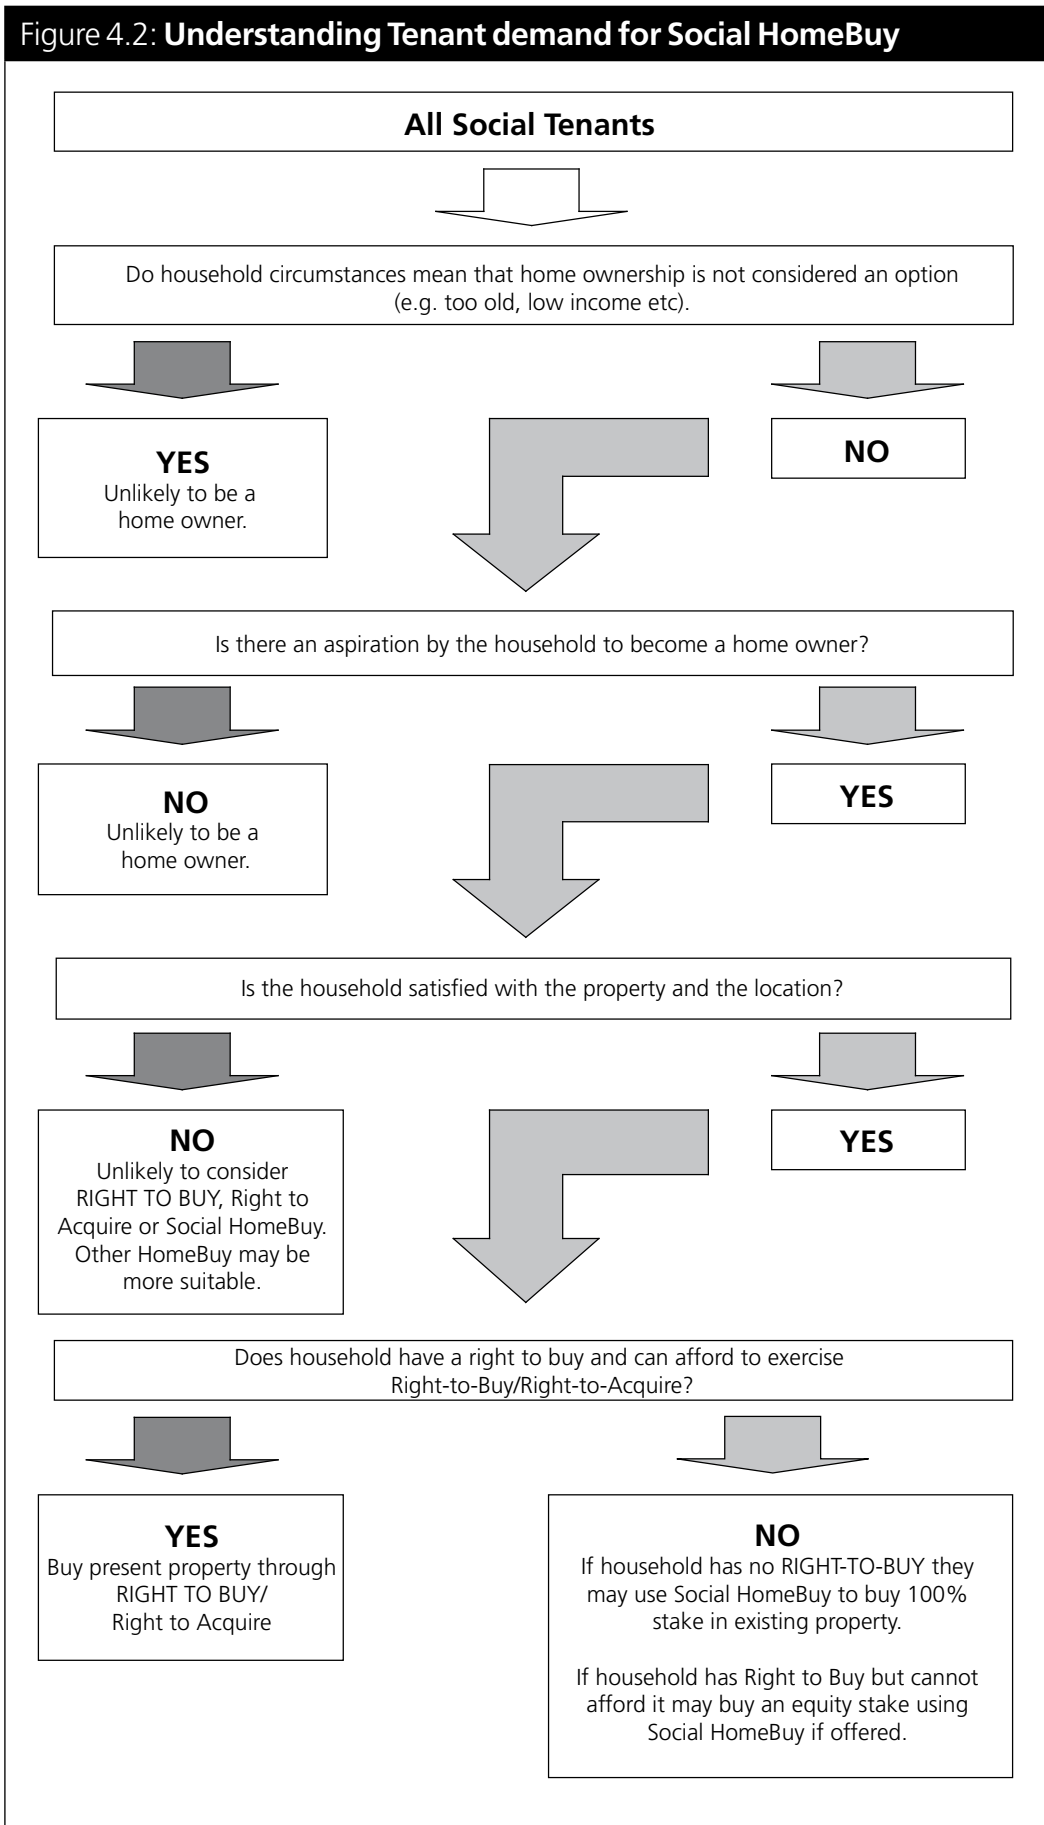 Figure 4.2: Understanding Tenant demand for Social HomeBuy
All Social Tenants
Do household circumstances mean that home ownership is not considered an option
(e.g. too old, low income etc).
YES
Unlikely to be a
home owner.
NO
Is there an aspiration by the household to become a home owner?
NO
Unlikely to be a
home owner.
YES
Is the household satisfied with the property and the location?
NO
Unlikely to consider
RIGHT TO BUY, Right to
Acquire or Social HomeBuy.
Other HomeBuy may be
more suitable.
YES
Does household have a right to buy and can afford to exercise
Right-to-Buy/Right-to-Acquire?
YES
Buy present property through
RIGHT TO BUY/
Right to Acquire
NO
If household has no RIGHT-TO-BUY they
may use Social HomeBuy to buy 100%
stake in existing property.
If household has Right to Buy but cannot
afford it may buy an equity stake using
Social HomeBuy if offered.